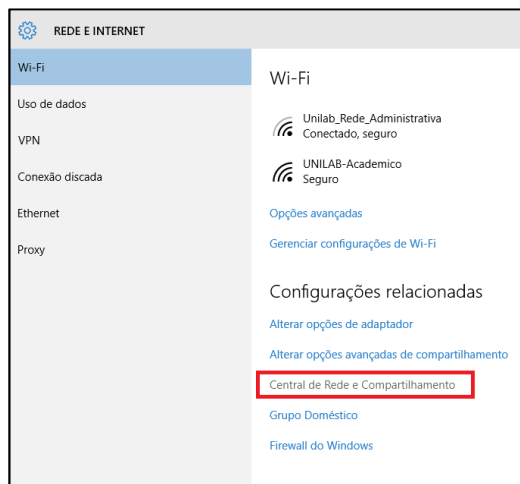 REDE E INTERNET
Wi-Fi
Uso de dados
VPN
Conexão discada
Ethernet
Proxy
Wi-Fi
Unilab_Rede_Administrativa
Conectado, seguro
UNILAB-Academico
Seguro
Opções avançadas
Gerenciar configurações de Wi-Fi
Configurações relacionadas
Alterar opções de adaptador
Alterar opções avançadas de compartilhamento
Central de Rede e Compartilhamento
Grupo Doméstico
Firewall do Windows